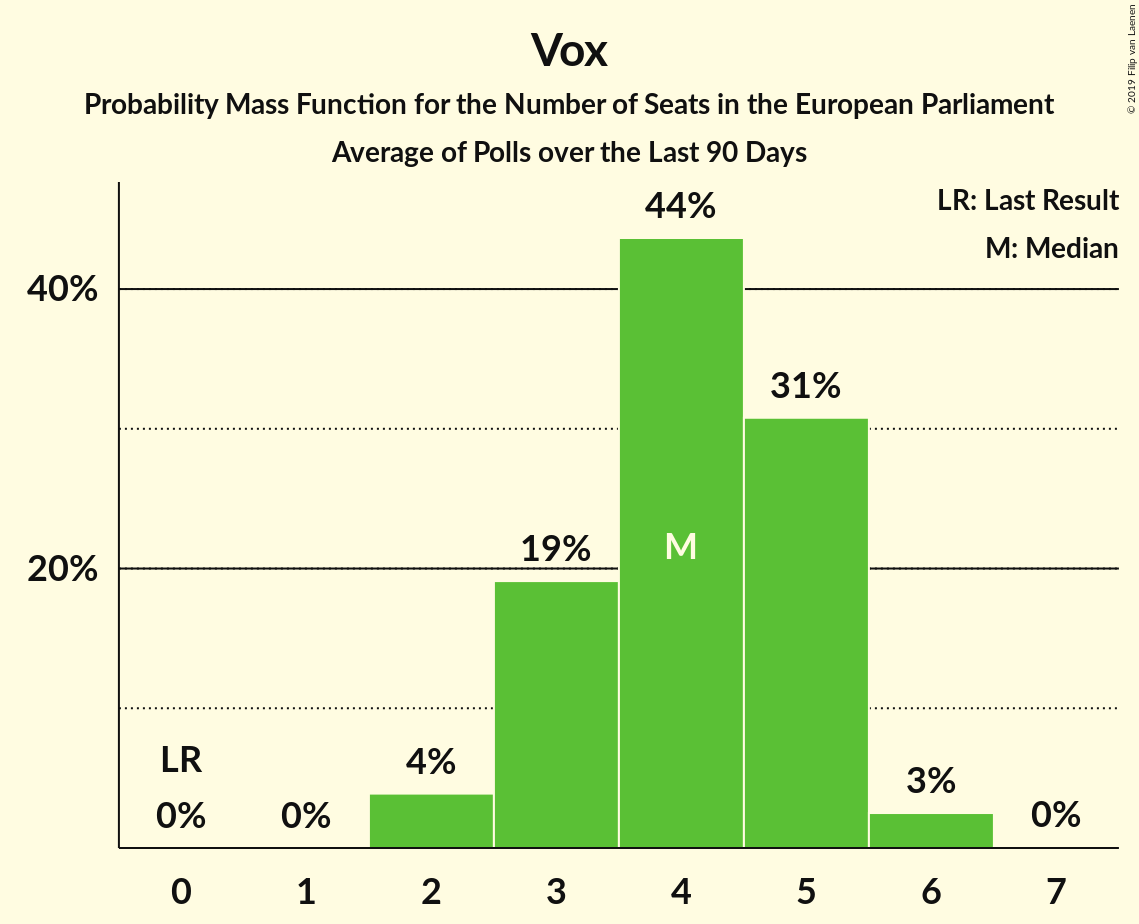 Vox
Probability Mass Function for the Number of Seats in the European Parliament
Average of Polls over the Last 90 Days
© 2019 Filip van Laenen
LR: Last Result
M: Median
44%
40%
31%
19%
M
20%
LR
4%
3%
0%
0%
0%
0
1
2
3
4
5
6
7